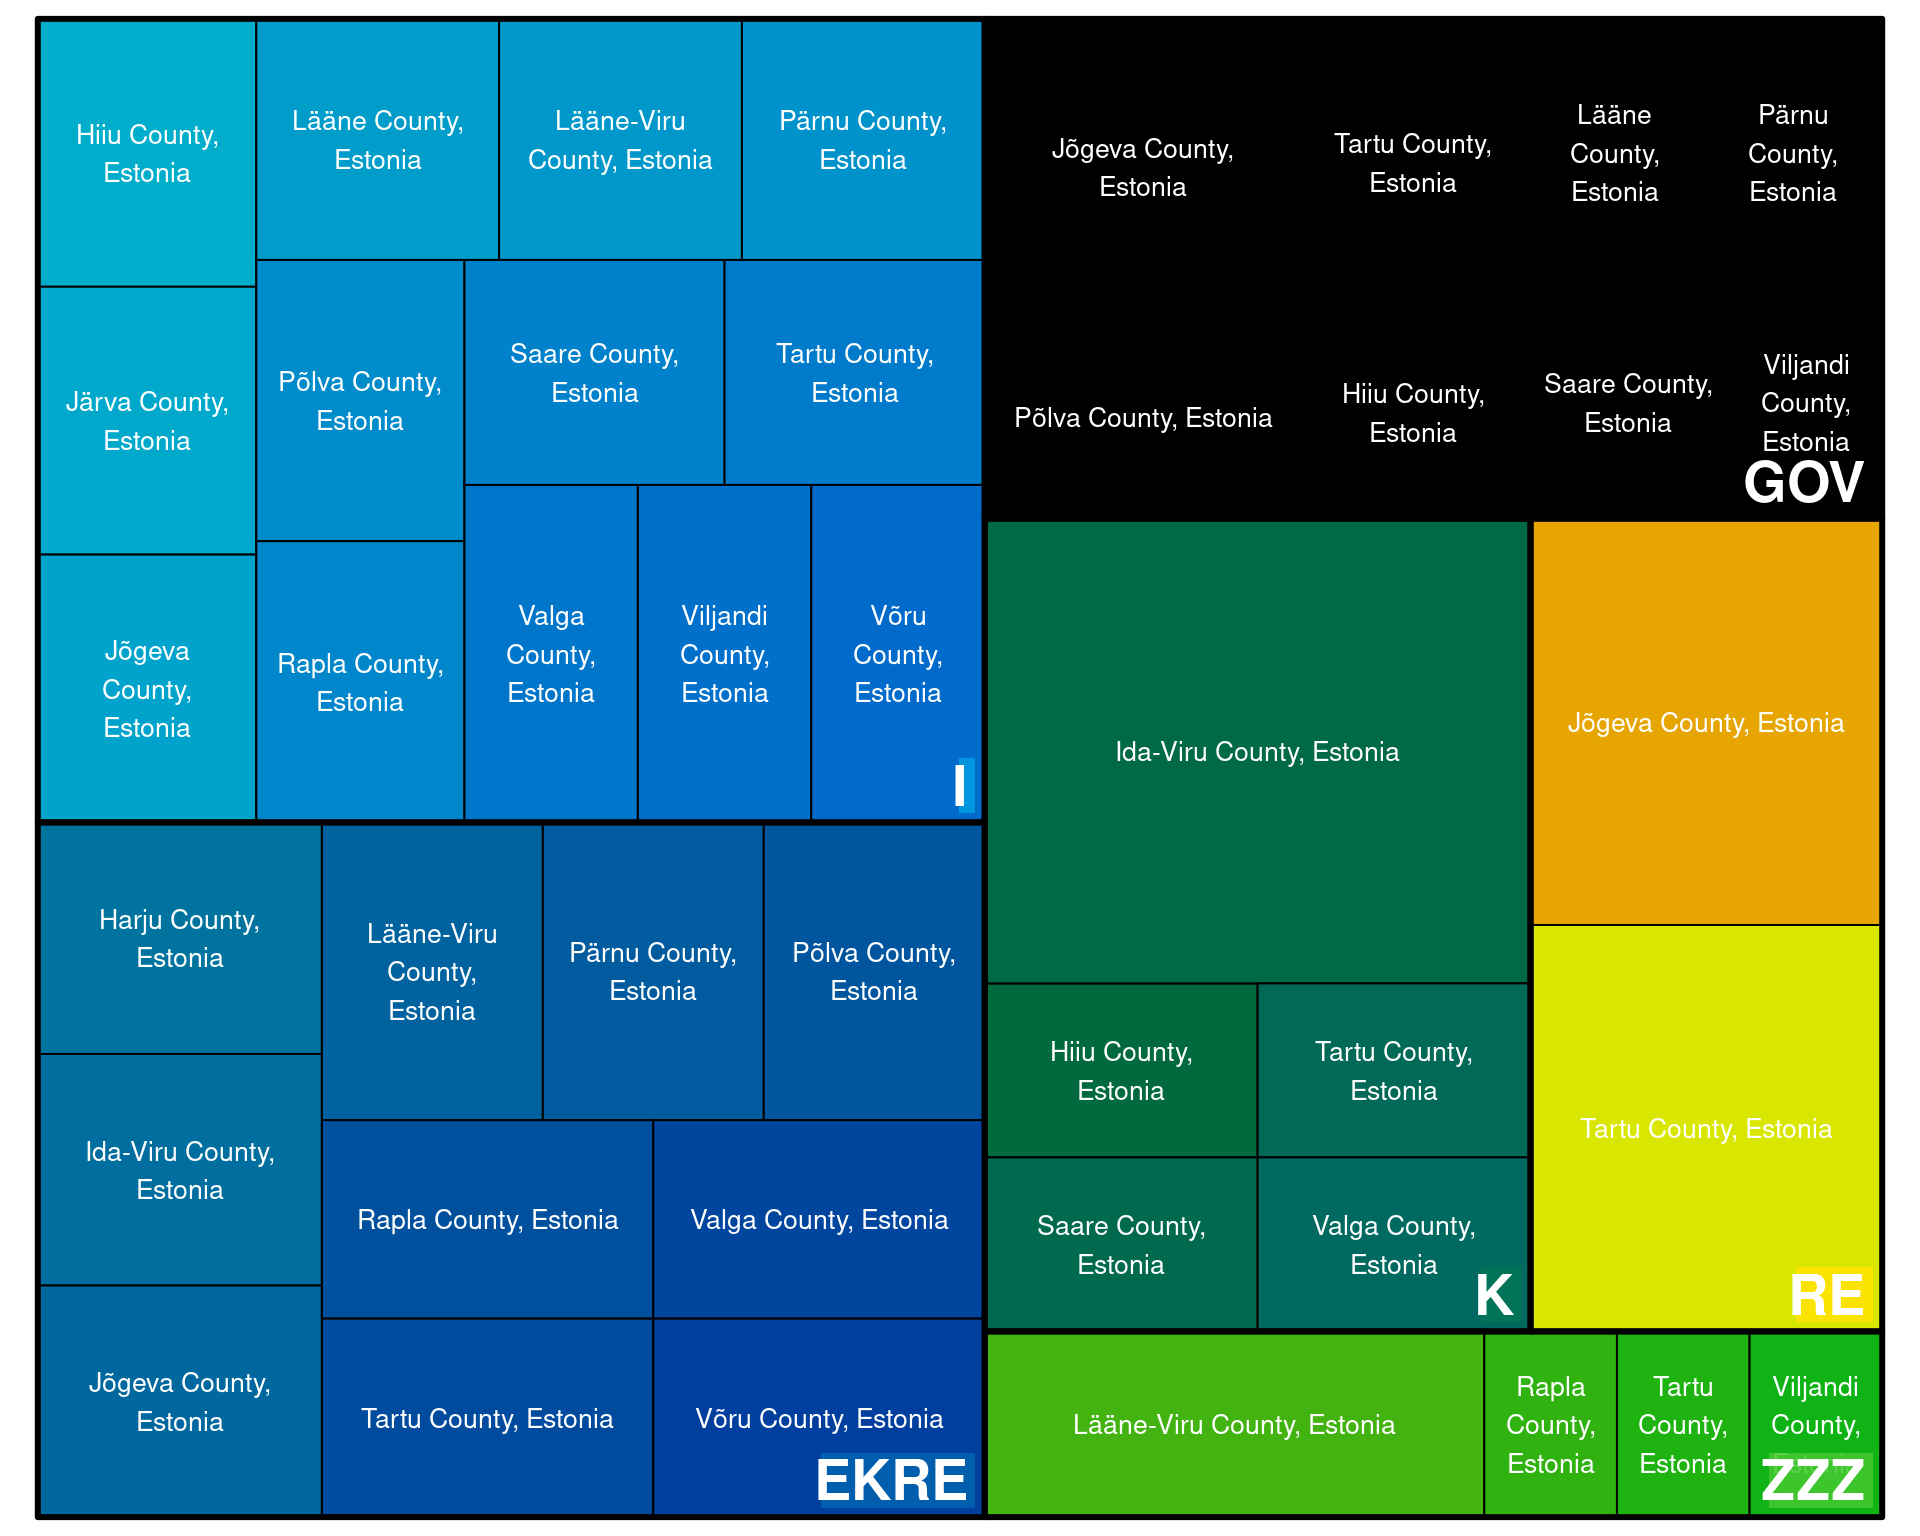 Hiiu County,
Estonia
Lääne County,
Estonia
Lääne-Viru
County, Estonia
Pärnu County,
Estonia
Järva County,
Estonia
Põlva County,
Estonia
Saare County,
Estonia
Tartu County,
Estonia
Jõgeva
County,
Estonia
Rapla County,
Estonia
Valga
County,
Estonia
Viljandi
County,
Estonia
Võru
County,
Estonia
I
Harju County,
Estonia
Lääne-Viru
County,
Estonia
Pärnu County,
Estonia
Põlva County,
Estonia
Ida-Viru County,
Estonia
Rapla County, Estonia
Valga County, Estonia
Jõgeva County,
Estonia
Tartu County, Estonia
Võru County, Estonia
EKRE
Jõgeva County,
Estonia
Tartu County,
Estonia
Lääne
County,
Estonia
Pärnu
County,
Estonia
Põlva County, Estonia
Hiiu County,
Estonia
Saare County,
Estonia
Viljandi
County,
Estonia
GOV
Ida-Viru County, Estonia
Hiiu County,
Estonia
Tartu County,
Estonia
Saare County,
Estonia
Valga County,
Estonia
K
Jõgeva County, Estonia
Tartu County, Estonia
RE
Lääne-Viru County, Estonia
Rapla
County,
Estonia
Tartu
County,
Estonia
Viljandi
County,
ZZZ